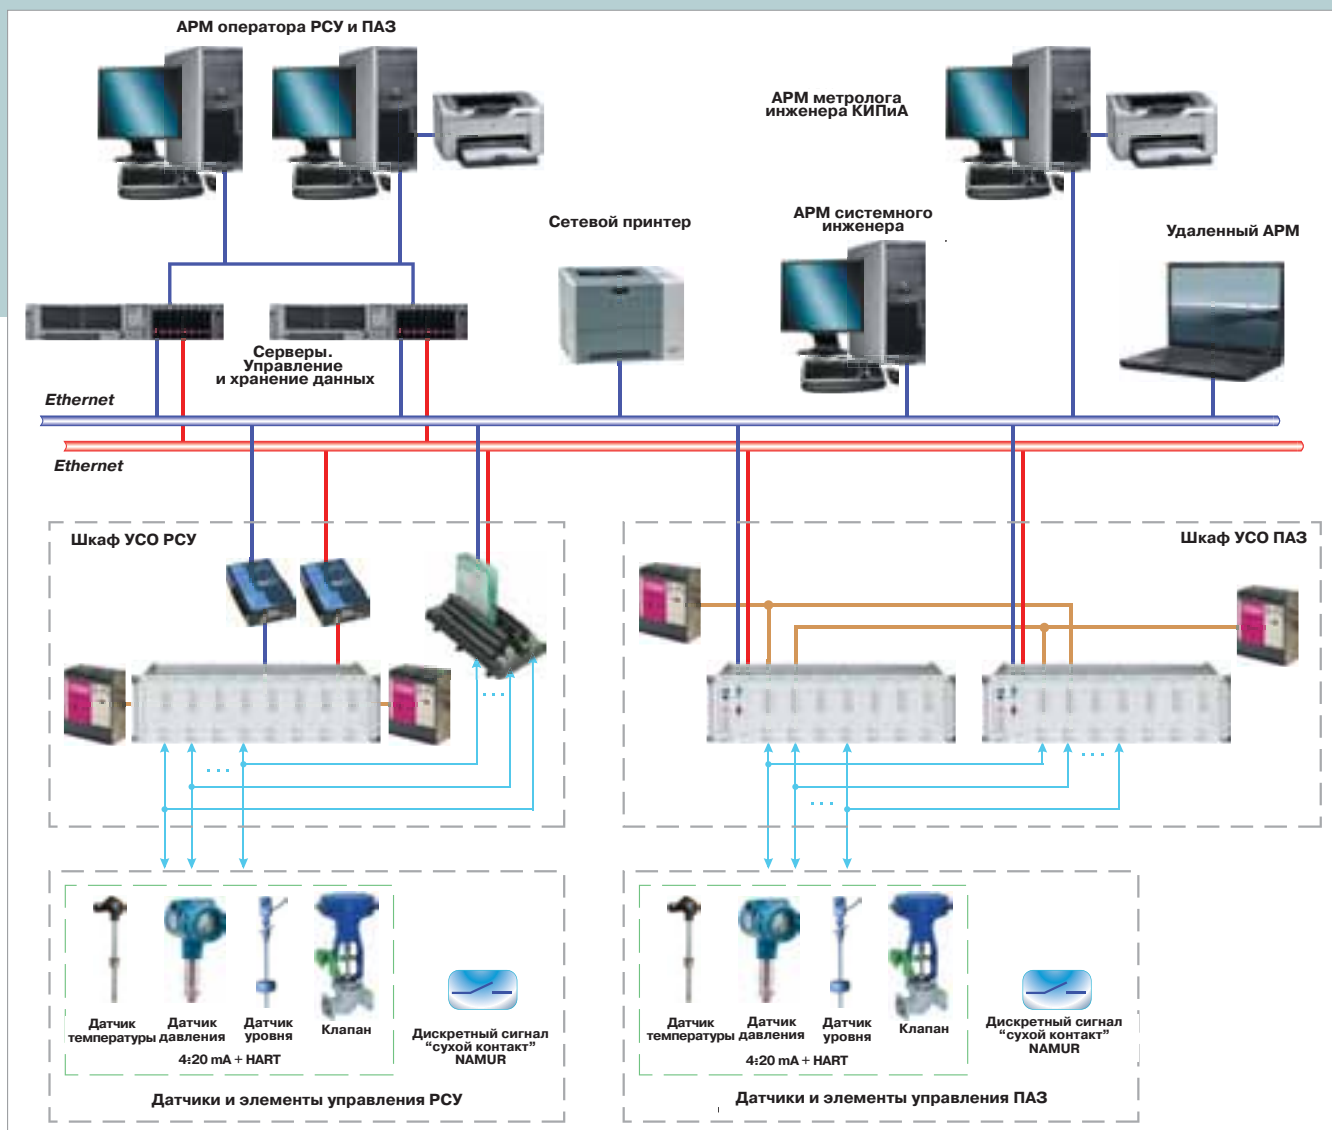 АРМ оператора РСУ и ПАЗ
АРМ метролога
инженера КИПиА
Сетевой принтер
АРМ системного
инженера
Удаленный АРМ
Серверы.
Управление
и хранение данных
Ethernet
Ethernet
Шкаф УСО РСУ
Шкаф УСО ПАЗ
Датчик
температуры
Датчик
давления
Датчик
уровня
Клапан
4÷20 mA + HART
Дискретный сигнал
“сухой контакт”
NAMUR
Датчики и элементы управления РСУ
Датчик
температуры
Датчик
давления
Датчик
уровня
Клапан
4÷20 mA + HART
Дискретный сигнал
“сухой контакт”
NAMUR
Датчики и элементы управления ПАЗ